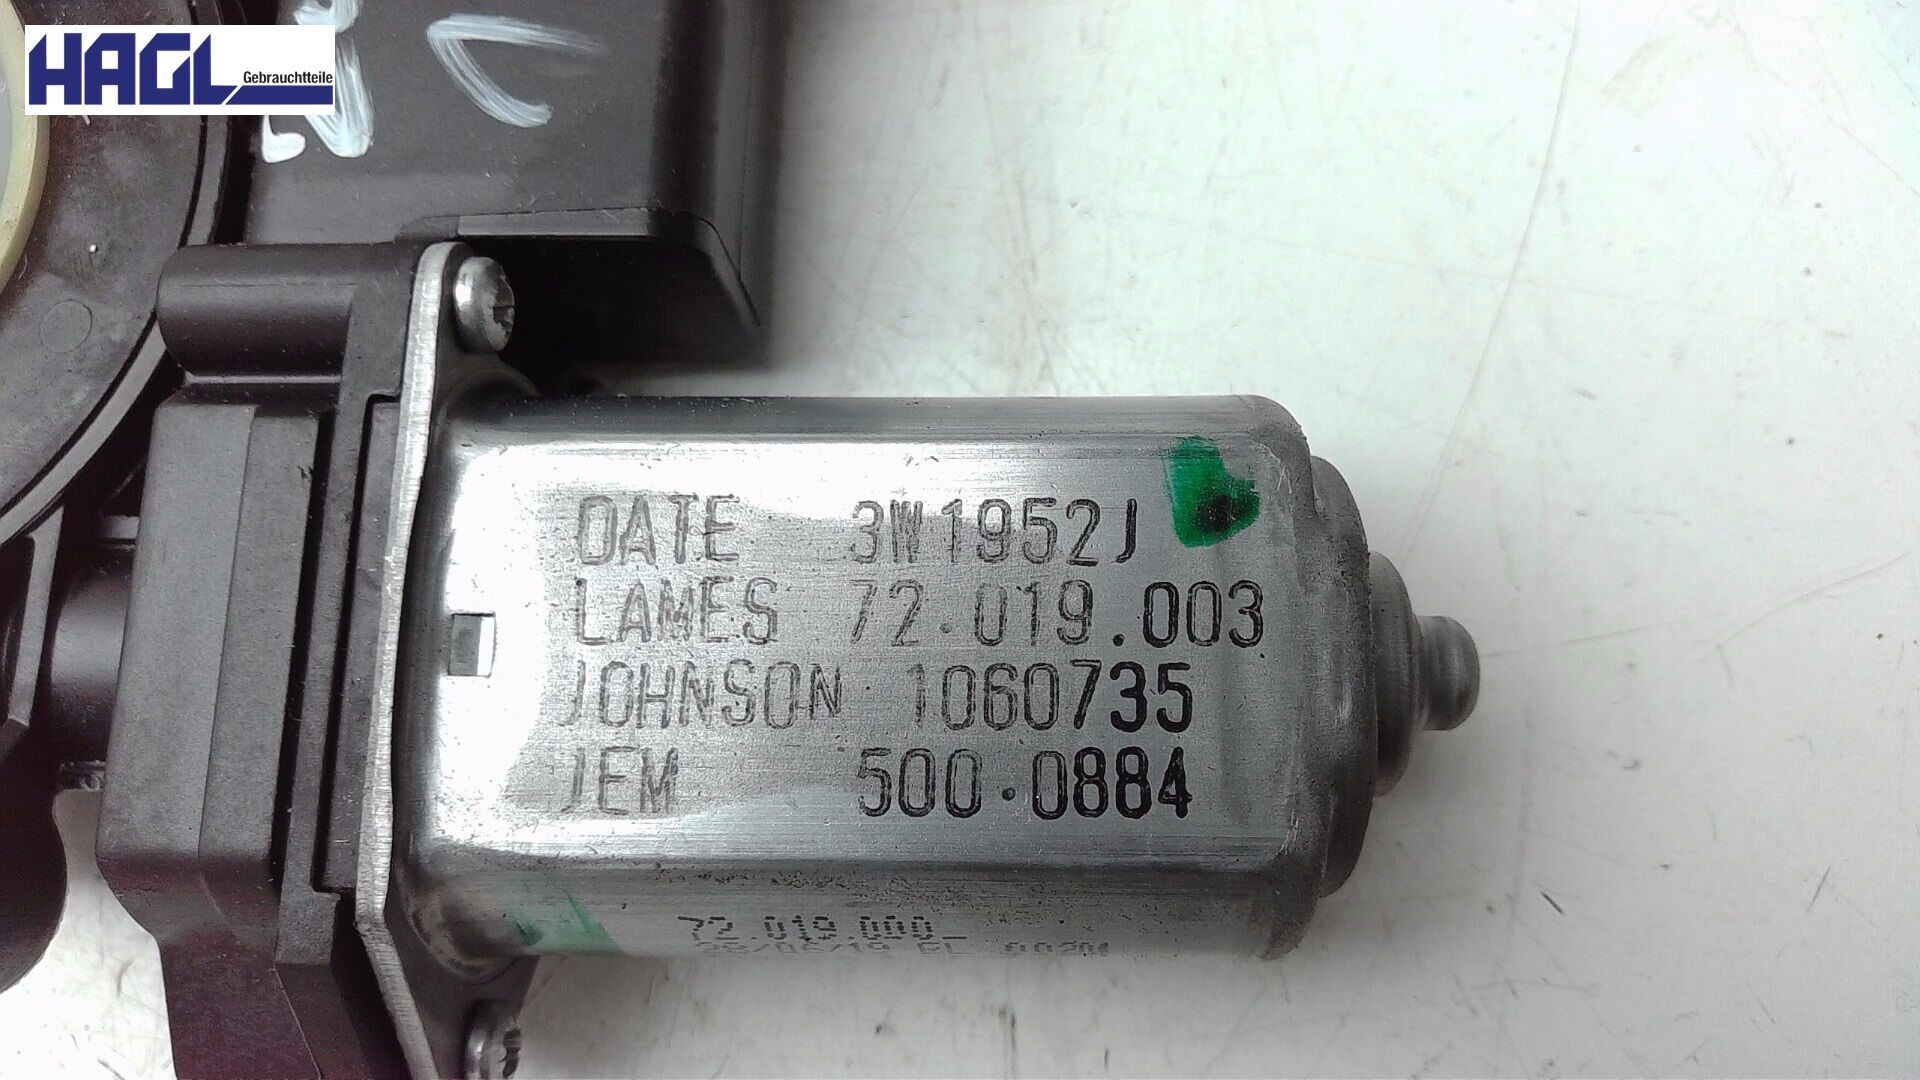 HAGL
Gebrauchtteile
DATE 3W1952J
LAMES 72.019.003
JOHNSON 1060735
JEM 500.0884
72.019.000